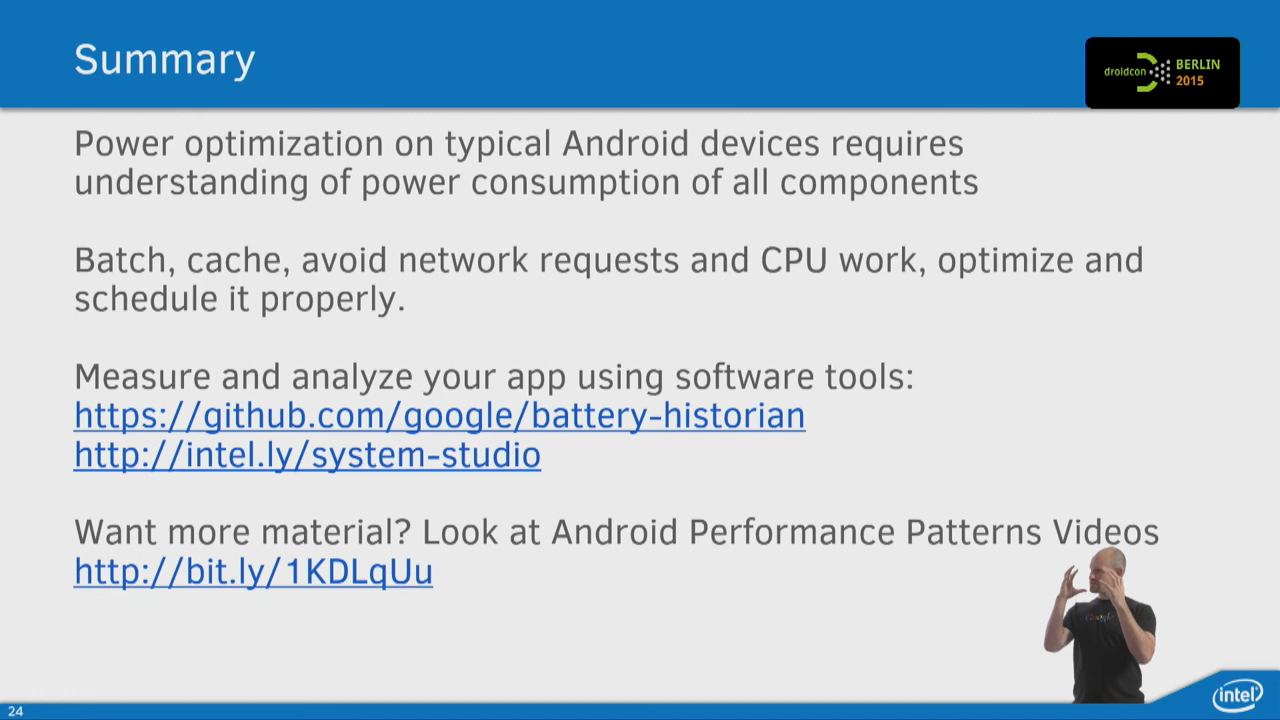 Summary
droidcon
BERLIN
2015
Power optimization on typical Android devices requires
understanding of power consumption of all components
Batch, cache, avoid network requests and CPU work, optimize and
schedule it properly.
Measure and analyze your app using software tools:
https://github.com/google/battery-historian
http://intel.ly/system-studio
Want more material? Look at Android Performance Patterns Videos
http://bit.ly/1KDLqUu
Google
24
intel